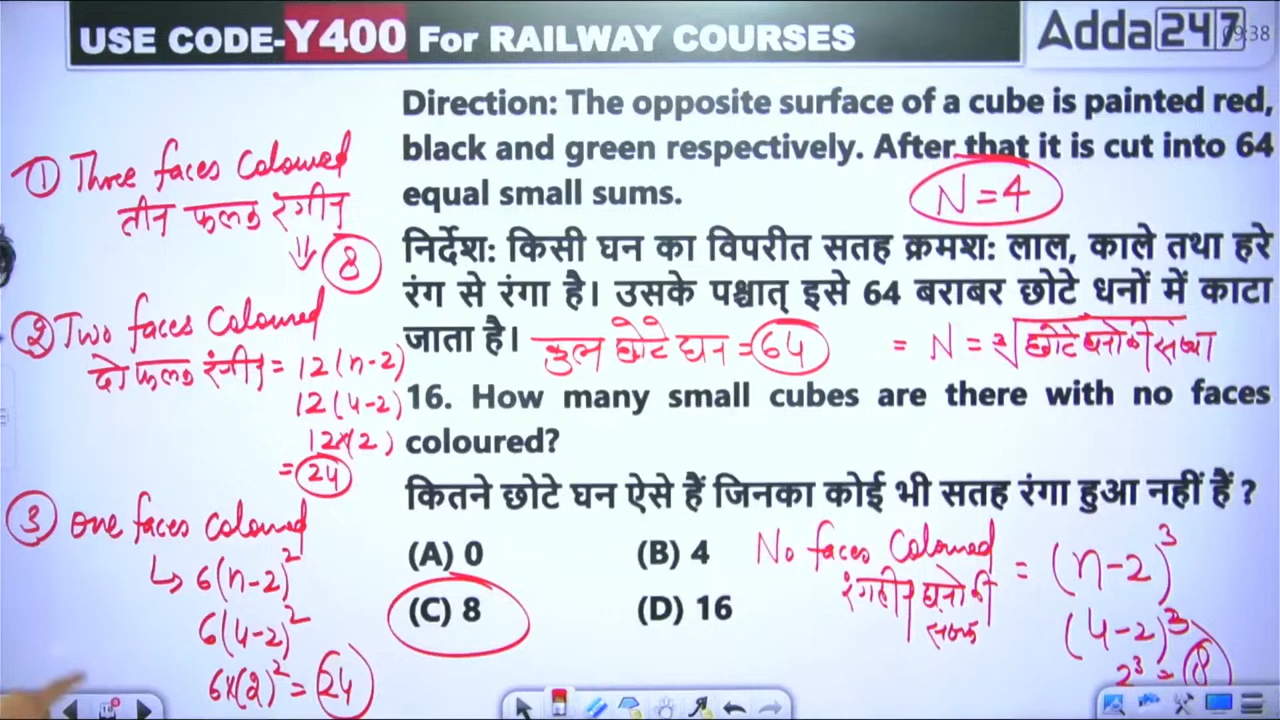 USE CODE-Y400 For RAILWAY COURSES
Adda247
09:38
Direction: The opposite surface of a cube is painted red,
black and green respectively. After that it is cut into 64
equal small sums.
N=4
निर्देश: किसी घन का विपरीत सतह क्रमश: लाल, काले तथा हरे
रंग से रंगा है। उसके पश्चात् इसे 64 बराबर छोटे धनों में काटा
जाता है।
कुल छोटे घन = 64
= N = ³√छोटे घनो की संख्या
16. How many small cubes are there with no faces
coloured?
कितने छोटे घन ऐसे हैं जिनका कोई भी सतह रंगा हुआ नहीं हैं ?
(A) 0
(B) 4
(C) 8
(D) 16
① Three faces Coloured
तीन फलक रंगीन
⇓ 8
② Two faces Coloured
दो फलक रंगीन = 12(n-2)
12(4-2)
12×(2)
= 24
③ one faces coloured
↳ 6(n-2)²
6(4-2)²
6×(2)² = 24
No faces Coloured = (n-2)³
रंगहीन घनो की
(4-2)³
2³ = 8